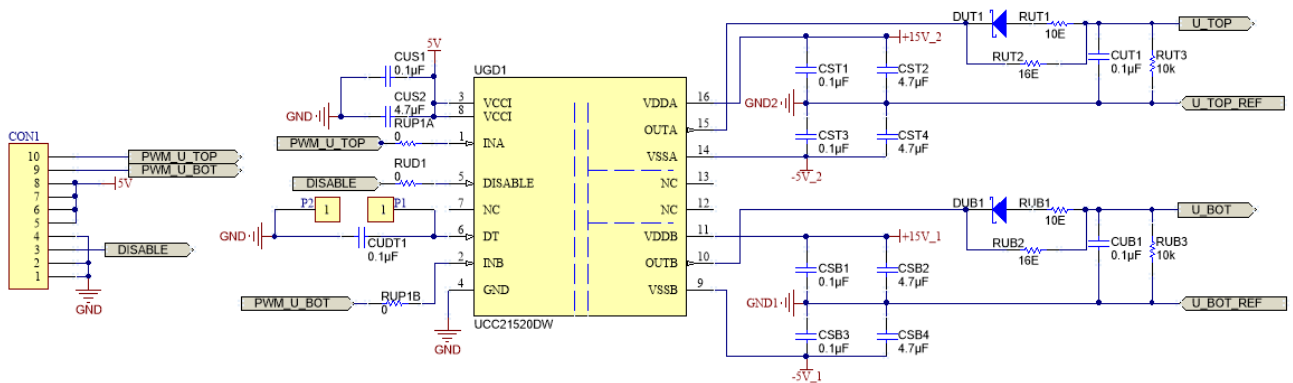 CON1
10
9
8
7
6
5
4
3
2
1
PWM_U_TOP
PWM_U_BOT
5V
DISABLE
GND
5V
CUS1
0.1µF
CUS2
4.7µF
GND
RUP1A
0
PWM_U_TOP
RUD1
0
DISABLE
P2
1
P1
1
GND
CUDT1
0.1µF
PWM_U_BOT
RUP1B
0
GND
UGD1
3
VCCI
8
VCCI
1
INA
5
DISABLE
7
NC
6
DT
2
INB
4
GND
UCC21520DW
VDDA
16
OUTA
15
VSSA
14
NC
13
NC
12
VDDB
11
OUTB
10
VSSB
9
+15V_2
CST1
0.1µF
CST2
4.7µF
GND2
CST3
0.1µF
CST4
4.7µF
-5V_2
DUT1
RUT1
10E
RUT2
16E
CUT1
0.1µF
RUT3
10k
U_TOP
U_TOP_REF
+15V_1
CSB1
0.1µF
CSB2
4.7µF
GND1
CSB3
0.1µF
CSB4
4.7µF
-5V_1
DUB1
RUB1
10E
RUB2
16E
CUB1
0.1µF
RUB3
10k
U_BOT
U_BOT_REF